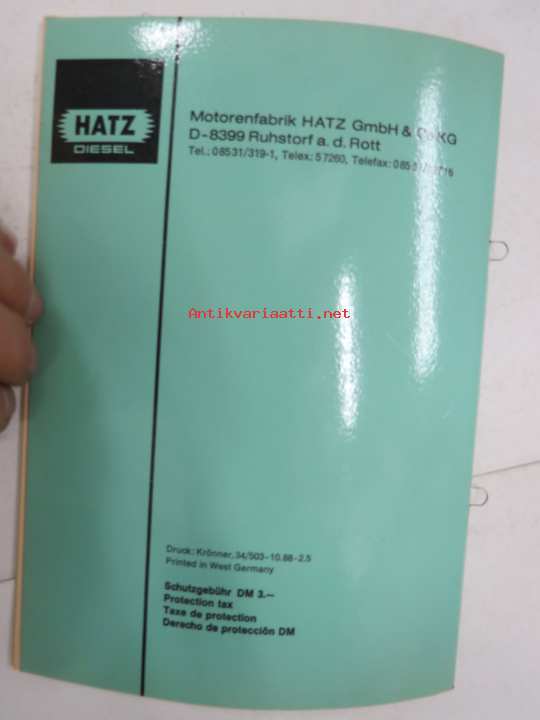 HATZ
DIESEL
Motorenfabrik HATZ GmbH & Co KG
D-8399 Ruhstorf a. d. Rott
Tel.: 08531/319-1, Telex: 57260, Telefax:
Antikvariaatti.net
Druck: Krönner, 34/503-10.88-2.5
Printed in West Germany
Schutzgebühr DM 3.—
Protection tax
Taxe de protection
Derecho de protección DM